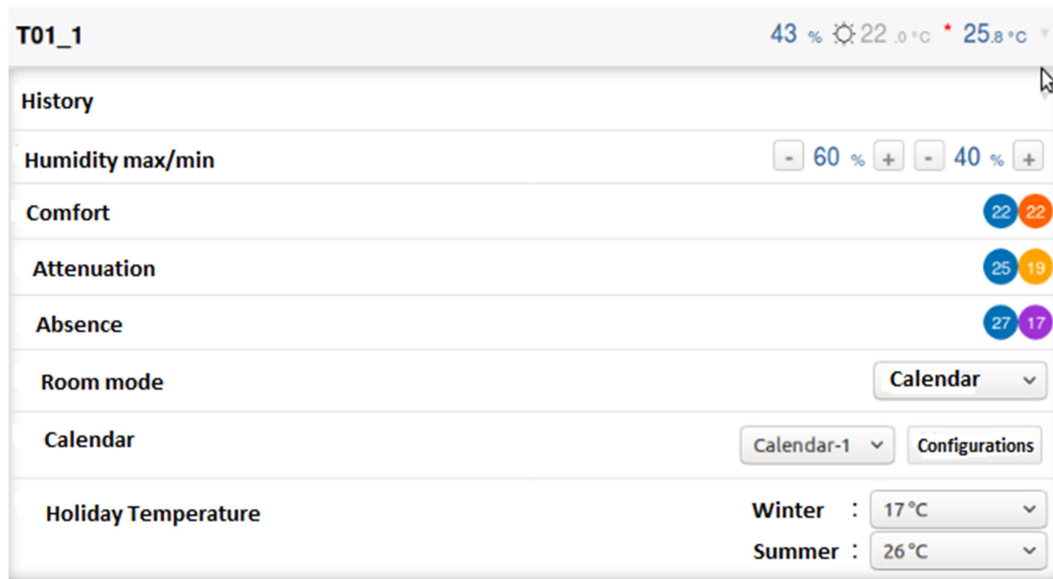 T01_1 43 % 22.0°C * 25.8°C
History
Humidity max/min - 60 % + - 40 % +
Comfort 22 22
Attenuation 25 19
Absence 27 17
Room mode Calendar
Calendar Calendar-1 Configurations
Holiday Temperature Winter : 17°C
Summer : 26°C